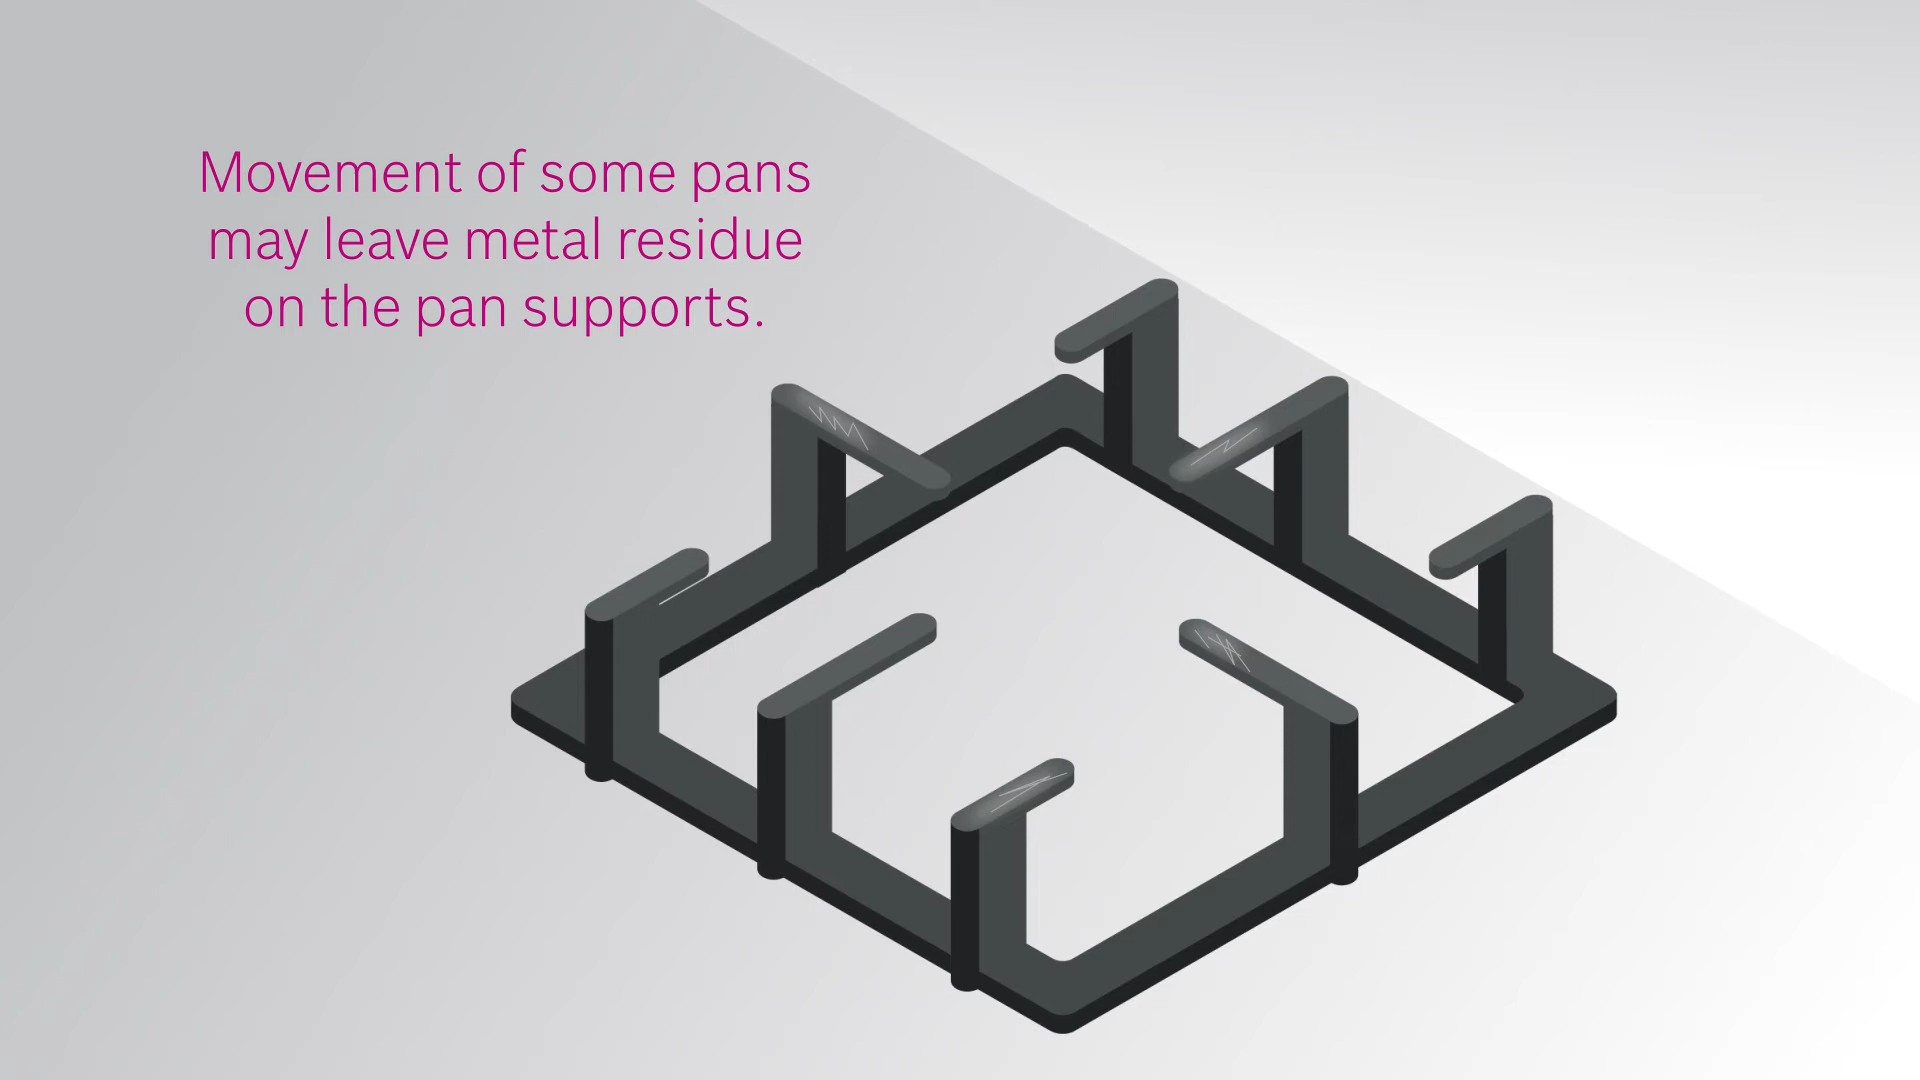 Movement of some pans
may leave metal residue
on the pan supports.